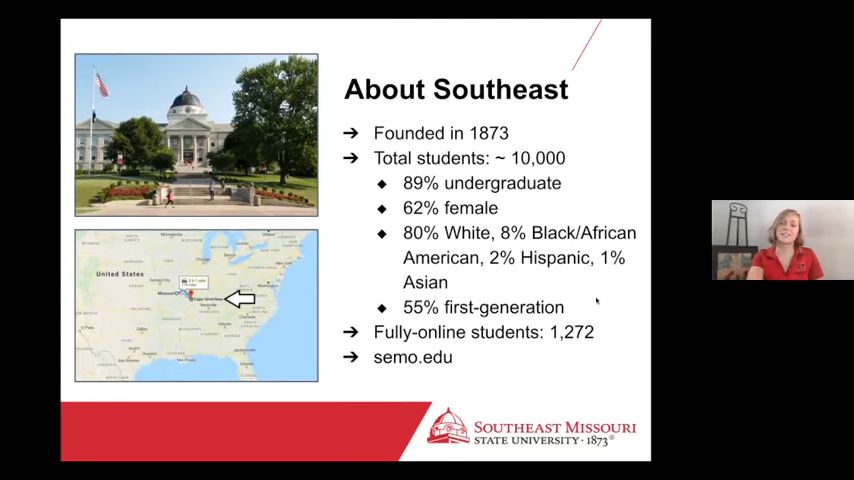 About Southeast
➔ Founded in 1873
➔ Total students: ~ 10,000
◆ 89% undergraduate
◆ 62% female
◆ 80% White, 8% Black/African
American, 2% Hispanic, 1%
Asian
◆ 55% first-generation
➔ Fully-online students: 1,272
➔ semo.edu
United States
Cape Girardeau
SOUTHEAST MISSOURI
STATE UNIVERSITY · 1873®